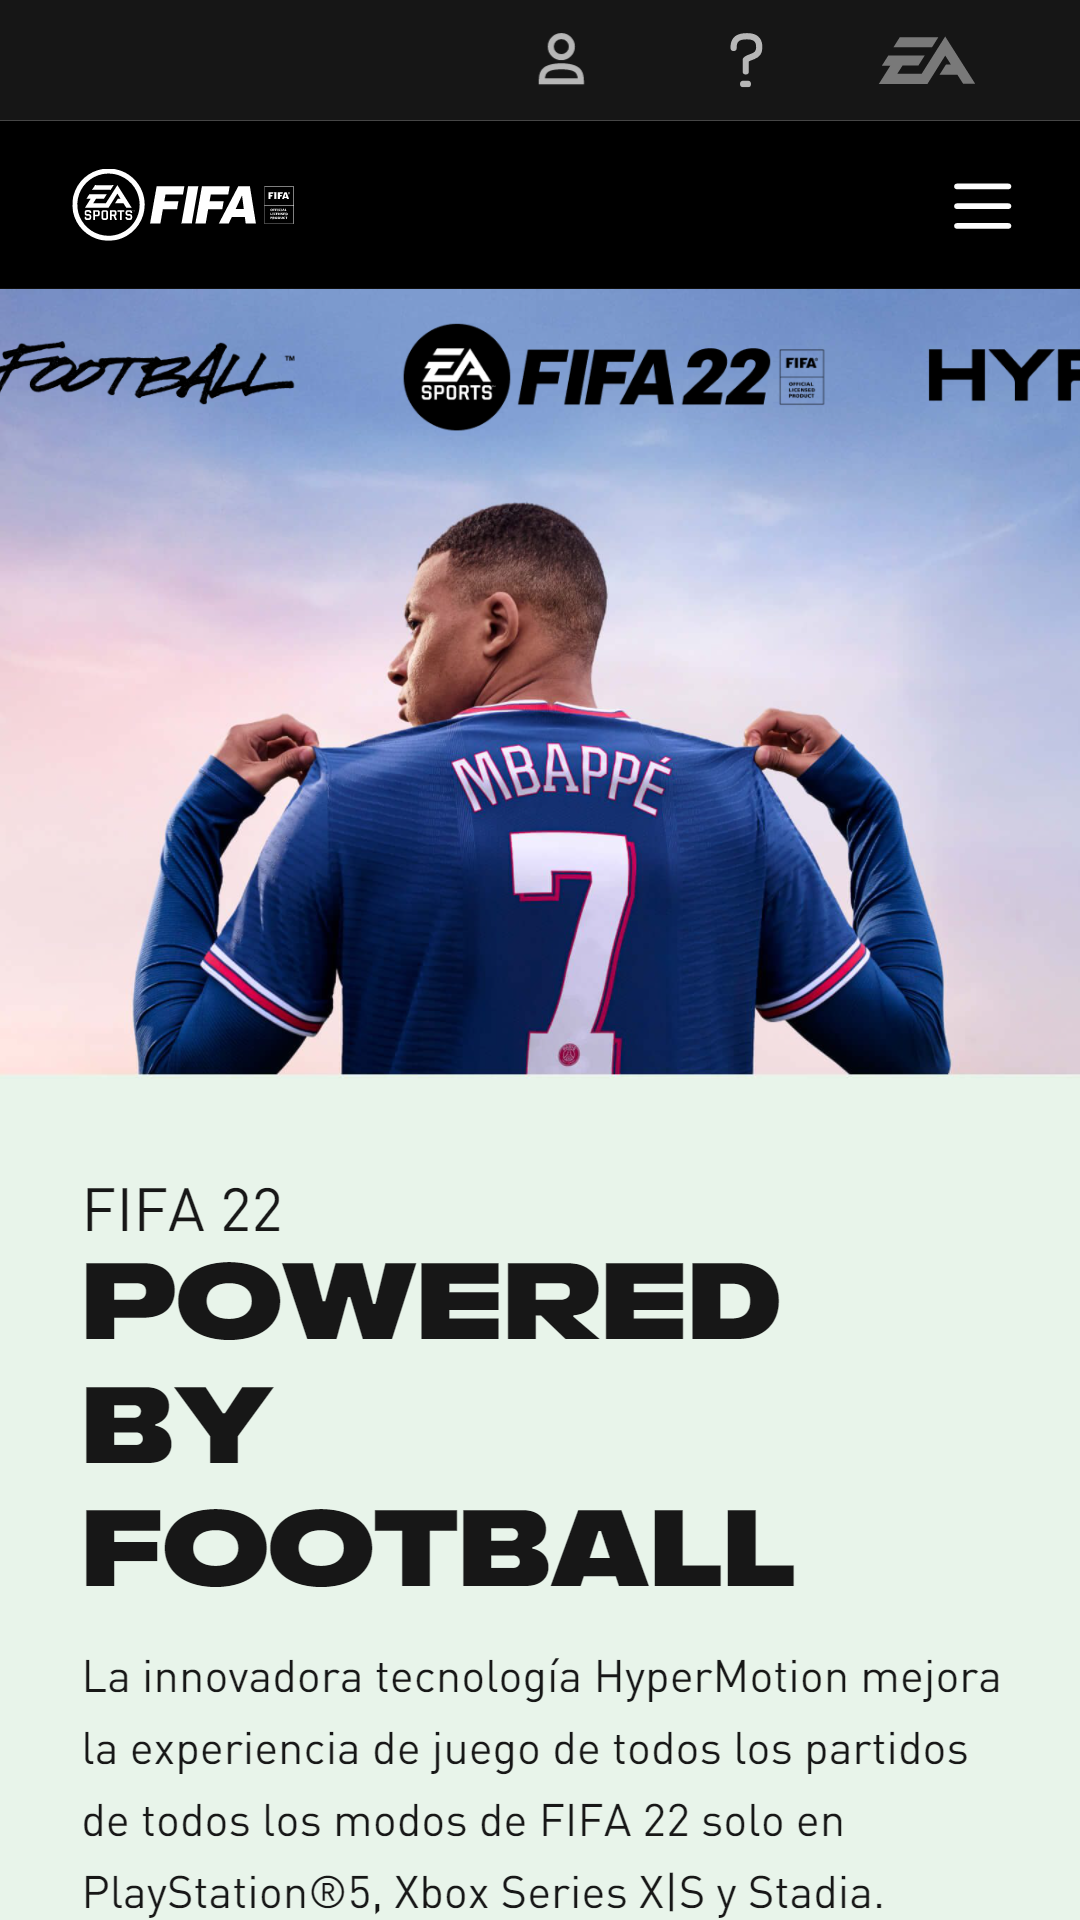 EA
EA SPORTS FIFA FIFA OFFICIAL LICENSED PRODUCT
FOOTBALL™ EA SPORTS FIFA 22 FIFA OFFICIAL LICENSED PRODUCT HYP
MBAPPÉ
7
FIFA 22
POWERED
BY
FOOTBALL
La innovadora tecnología HyperMotion mejora
la experiencia de juego de todos los partidos
de todos los modos de FIFA 22 solo en
PlayStation®5, Xbox Series X|S y Stadia.